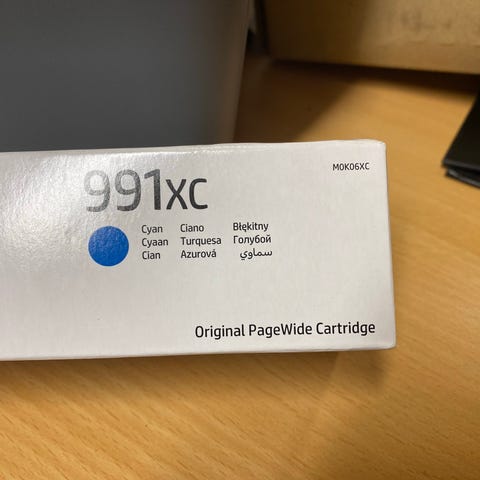 M0K06XC
991XC
Cyan Ciano Błękitny
Cyaan Turquesa Голубой
Cian Azurová سماوي
Original PageWide Cartridge